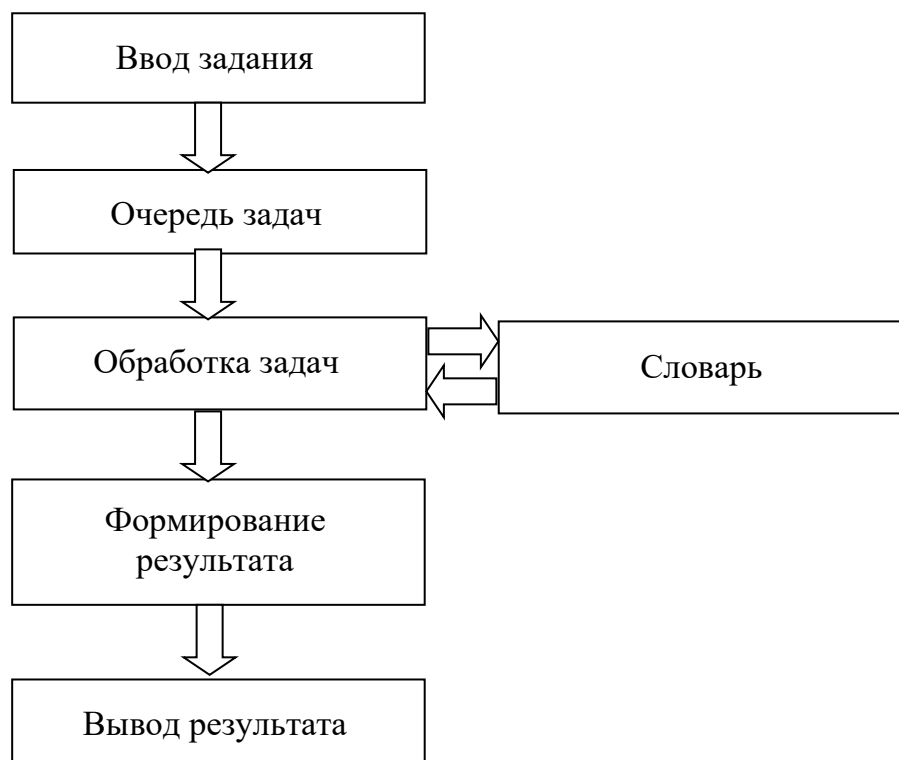 Ввод задания
Очередь задач
Обработка задач
Словарь
Формирование
результата
Вывод результата